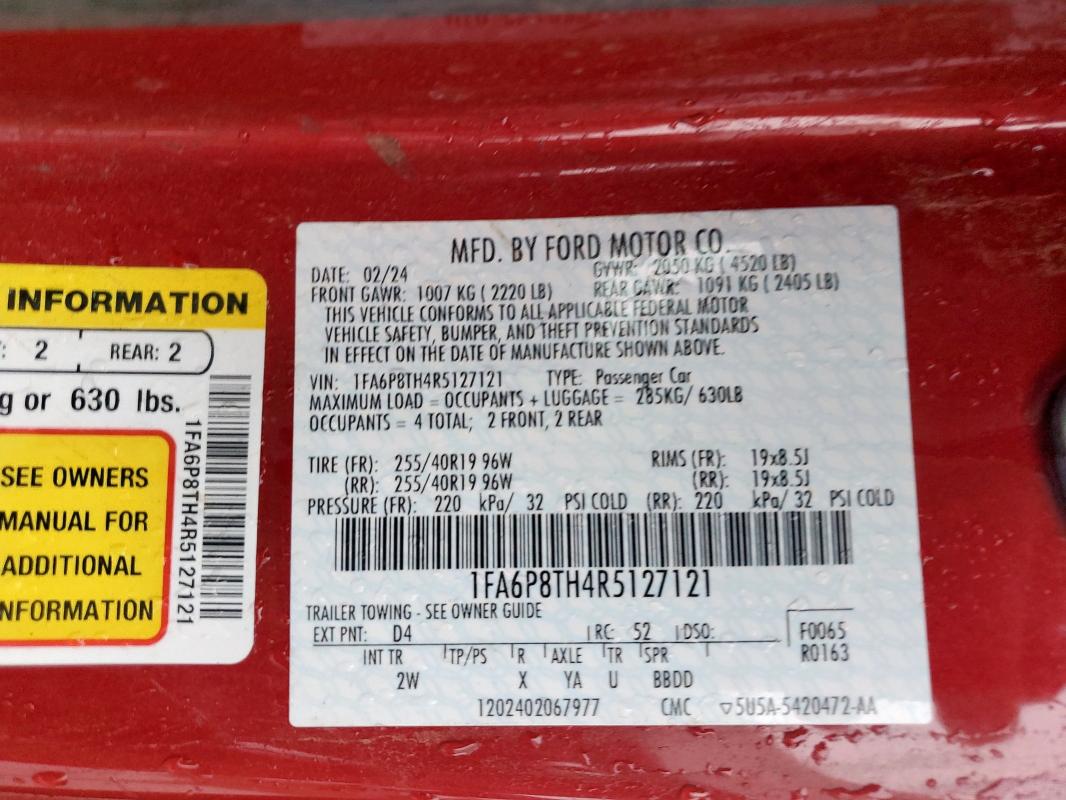 INFORMATION
: 2 REAR: 2
g or 630 lbs.
SEE OWNERS
MANUAL FOR
ADDITIONAL
NFORMATION
1FA6P8TH4R5127121
MFD. BY FORD MOTOR CO.
DATE: 02/24 GVWR: 2050 KG ( 4520 LB)
FRONT GAWR: 1007 KG ( 2220 LB) REAR GAWR: 1091 KG ( 2405 LB)
THIS VEHICLE CONFORMS TO ALL APPLICABLE FEDERAL MOTOR
VEHICLE SAFETY, BUMPER, AND THEFT PREVENTION STANDARDS
IN EFFECT ON THE DATE OF MANUFACTURE SHOWN ABOVE.
VIN: 1FA6P8TH4R5127121 TYPE: Passenger Car
MAXIMUM LOAD = OCCUPANTS + LUGGAGE = 285KG/ 630LB
OCCUPANTS = 4 TOTAL; 2 FRONT, 2 REAR
TIRE (FR): 255/40R19 96W RIMS (FR): 19x8.5J
(RR): 255/40R19 96W (RR): 19x8.5J
PRESSURE (FR): 220 kPa/ 32 PSI COLD (RR): 220 kPa/ 32 PSI COLD
1FA6P8TH4R5127121
TRAILER TOWING - SEE OWNER GUIDE
EXT PNT: D4 RC: 52 DSO: F0065
INT TR TP/PS R AXLE TR SPR R0163
2W X YA U BBDD
1202402067977 CMC ▽5U5A-5420472-AA